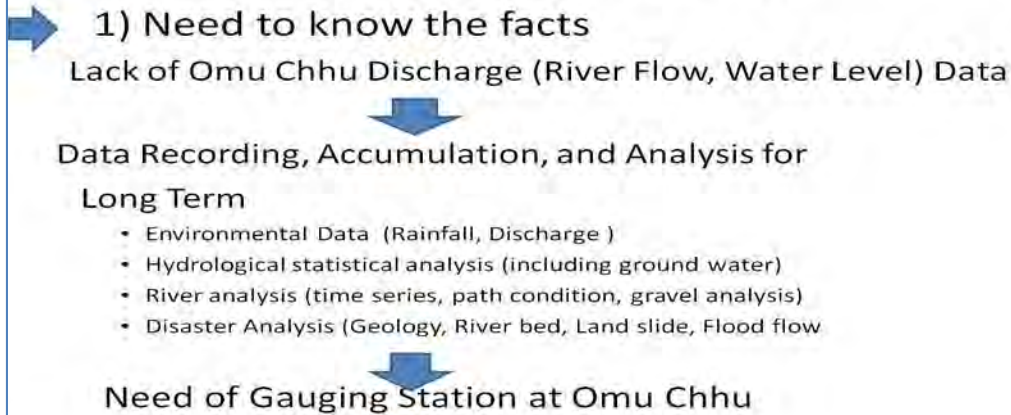 1) Need to know the facts
Lack of Omu Chhu Discharge (River Flow, Water Level) Data
Data Recording, Accumulation, and Analysis for
Long Term
• Environmental Data (Rainfall, Discharge )
• Hydrological statistical analysis (including ground water)
• River analysis (time series, path condition, gravel analysis)
• Disaster Analysis (Geology, River bed, Land slide, Flood flow
Need of Gauging Station at Omu Chhu